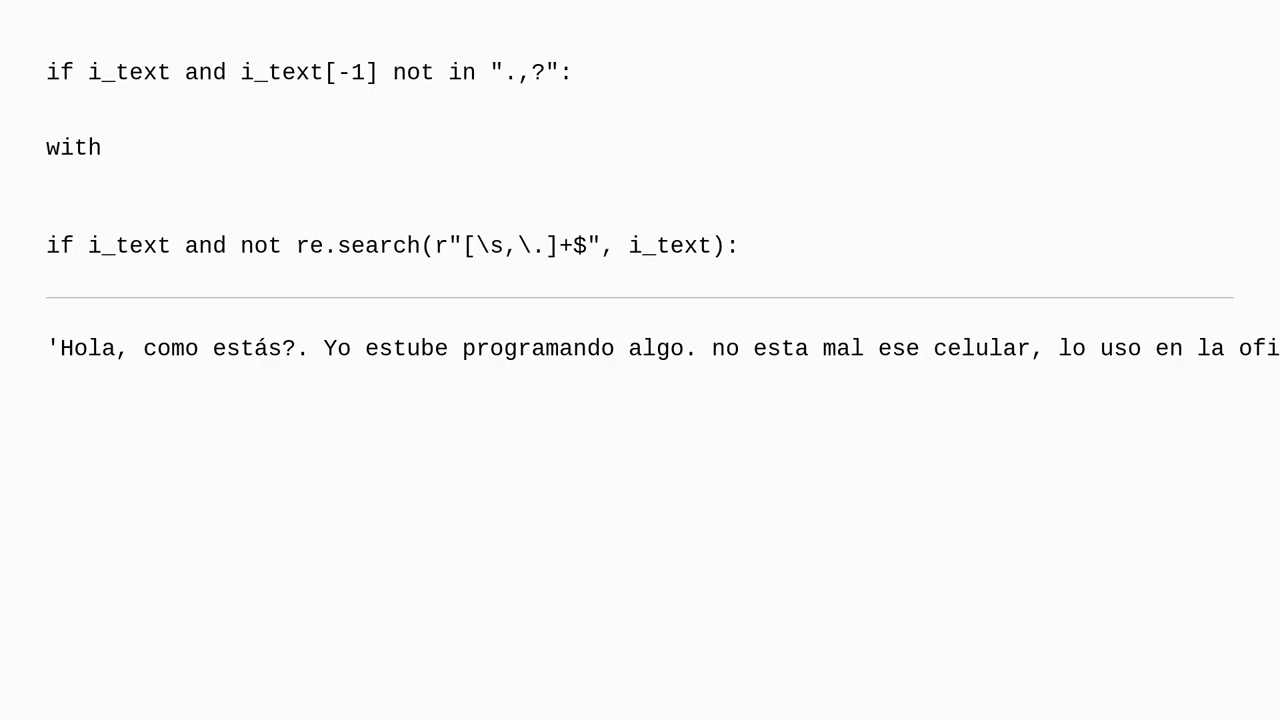 if i_text and i_text[-1] not in ".,?":
with
if i_text and not re.search(r"[\s,\.]+$", i_text):
'Hola, como estás?. Yo estube programando algo. no esta mal ese celular, lo uso en la